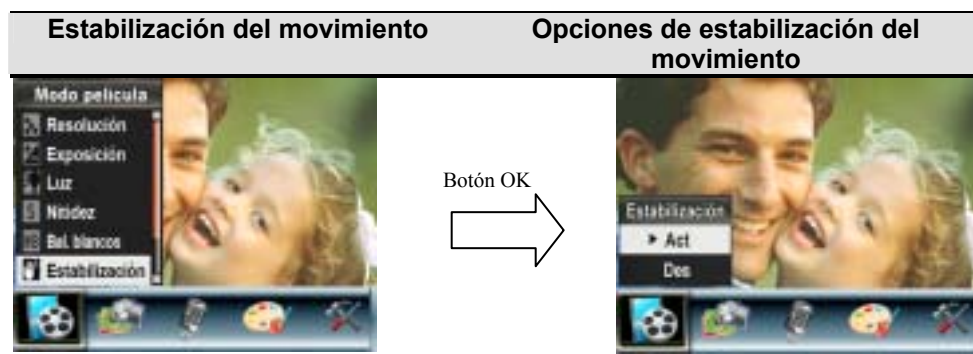 Estabilización del movimiento
Opciones de estabilización del
movimiento
Modo pelicula
Resolución
Exposición
Luz
Nitidez
Bal. blancos
Estabilización
Botón OK
Estabilización
Act
Des